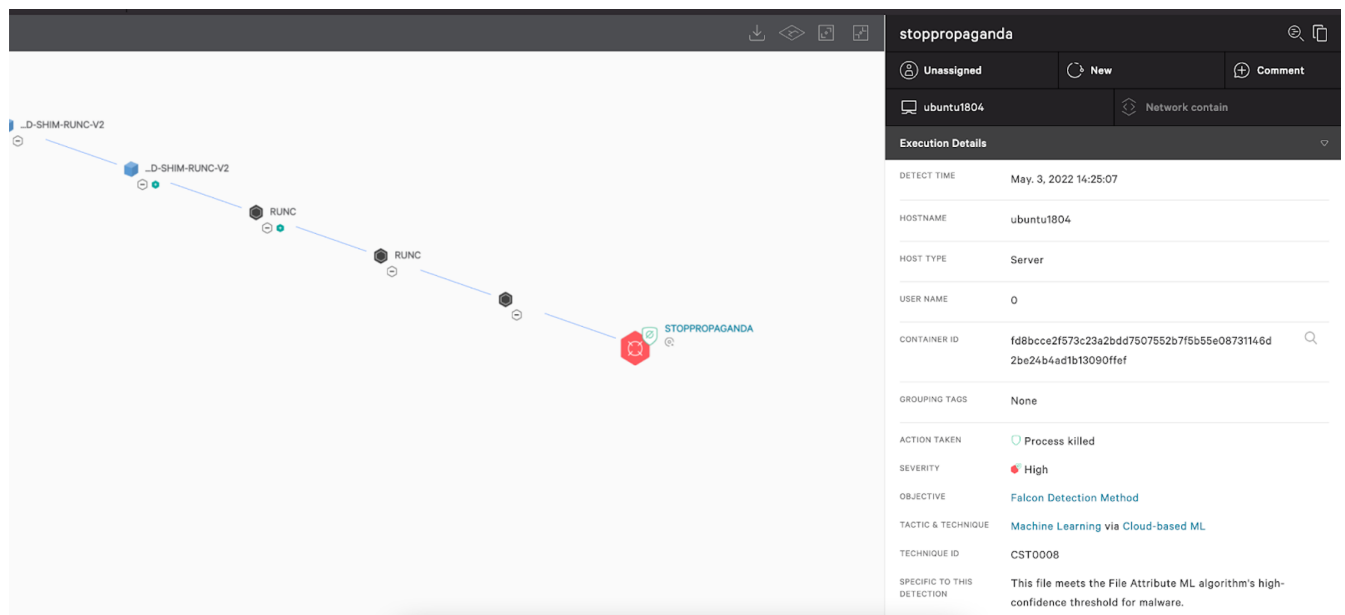 stoppropaganda
Unassigned
New
Comment
ubuntu1804
Network contain
Execution Details
DETECT TIME May. 3, 2022 14:25:07
HOSTNAME ubuntu1804
HOST TYPE Server
USER NAME 0
CONTAINER ID fd8bcce2f573c23a2bdd7507552b7f5b55e08731146d
2be24b4ad1b13090ffef
GROUPING TAGS None
ACTION TAKEN Process killed
SEVERITY High
OBJECTIVE Falcon Detection Method
TACTIC & TECHNIQUE Machine Learning via Cloud-based ML
TECHNIQUE ID CST0008
SPECIFIC TO THIS
DETECTION
This file meets the File Attribute ML algorithm's high-
confidence threshold for malware.
...D-SHIM-RUNC-V2
...D-SHIM-RUNC-V2
RUNC
RUNC
STOPPROPAGANDA